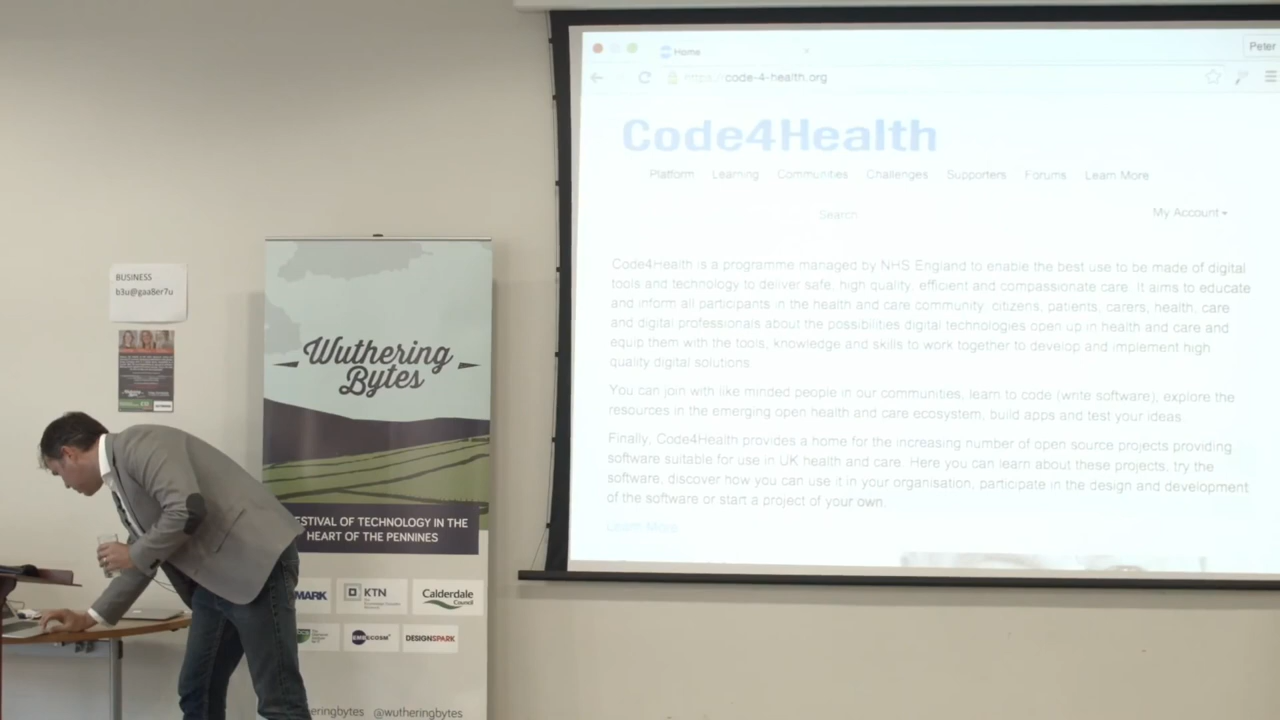 Home
Peter
https://code-4-health.org
Code4Health
Platform Learning Communities Challenges Supporters Forums Learn More
Search
My Account
Code4Health is a programme managed by NHS England to enable the best use to be made of digital
tools and technology to deliver safe, high quality, efficient and compassionate care. It aims to educate
and inform all participants in the health and care community: citizens, patients, carers, health, care
and digital professionals about the possibilities digital technologies open up in health and care and
equip them with the tools, knowledge and skills to work together to develop and implement high
quality digital solutions.
You can join with like minded people in our communities, learn to code (write software), explore the
resources in the emerging open health and care ecosystem, build apps and test your ideas.
Finally, Code4Health provides a home for the increasing number of open source projects providing
software suitable for use in UK health and care. Here you can learn about these projects, try the
software, discover how you can use it in your organisation, participate in the design and development
of the software or start a project of your own.
Learn More
BUSINESS
b3u@gaa8er7u
Wuthering
Bytes
ESTIVAL OF TECHNOLOGY IN THE
HEART OF THE PENNINES
MARK
KTN
Calderdale
Council
EMBECOSM
DESIGNSPARK
heringbytes @wutheringbytes